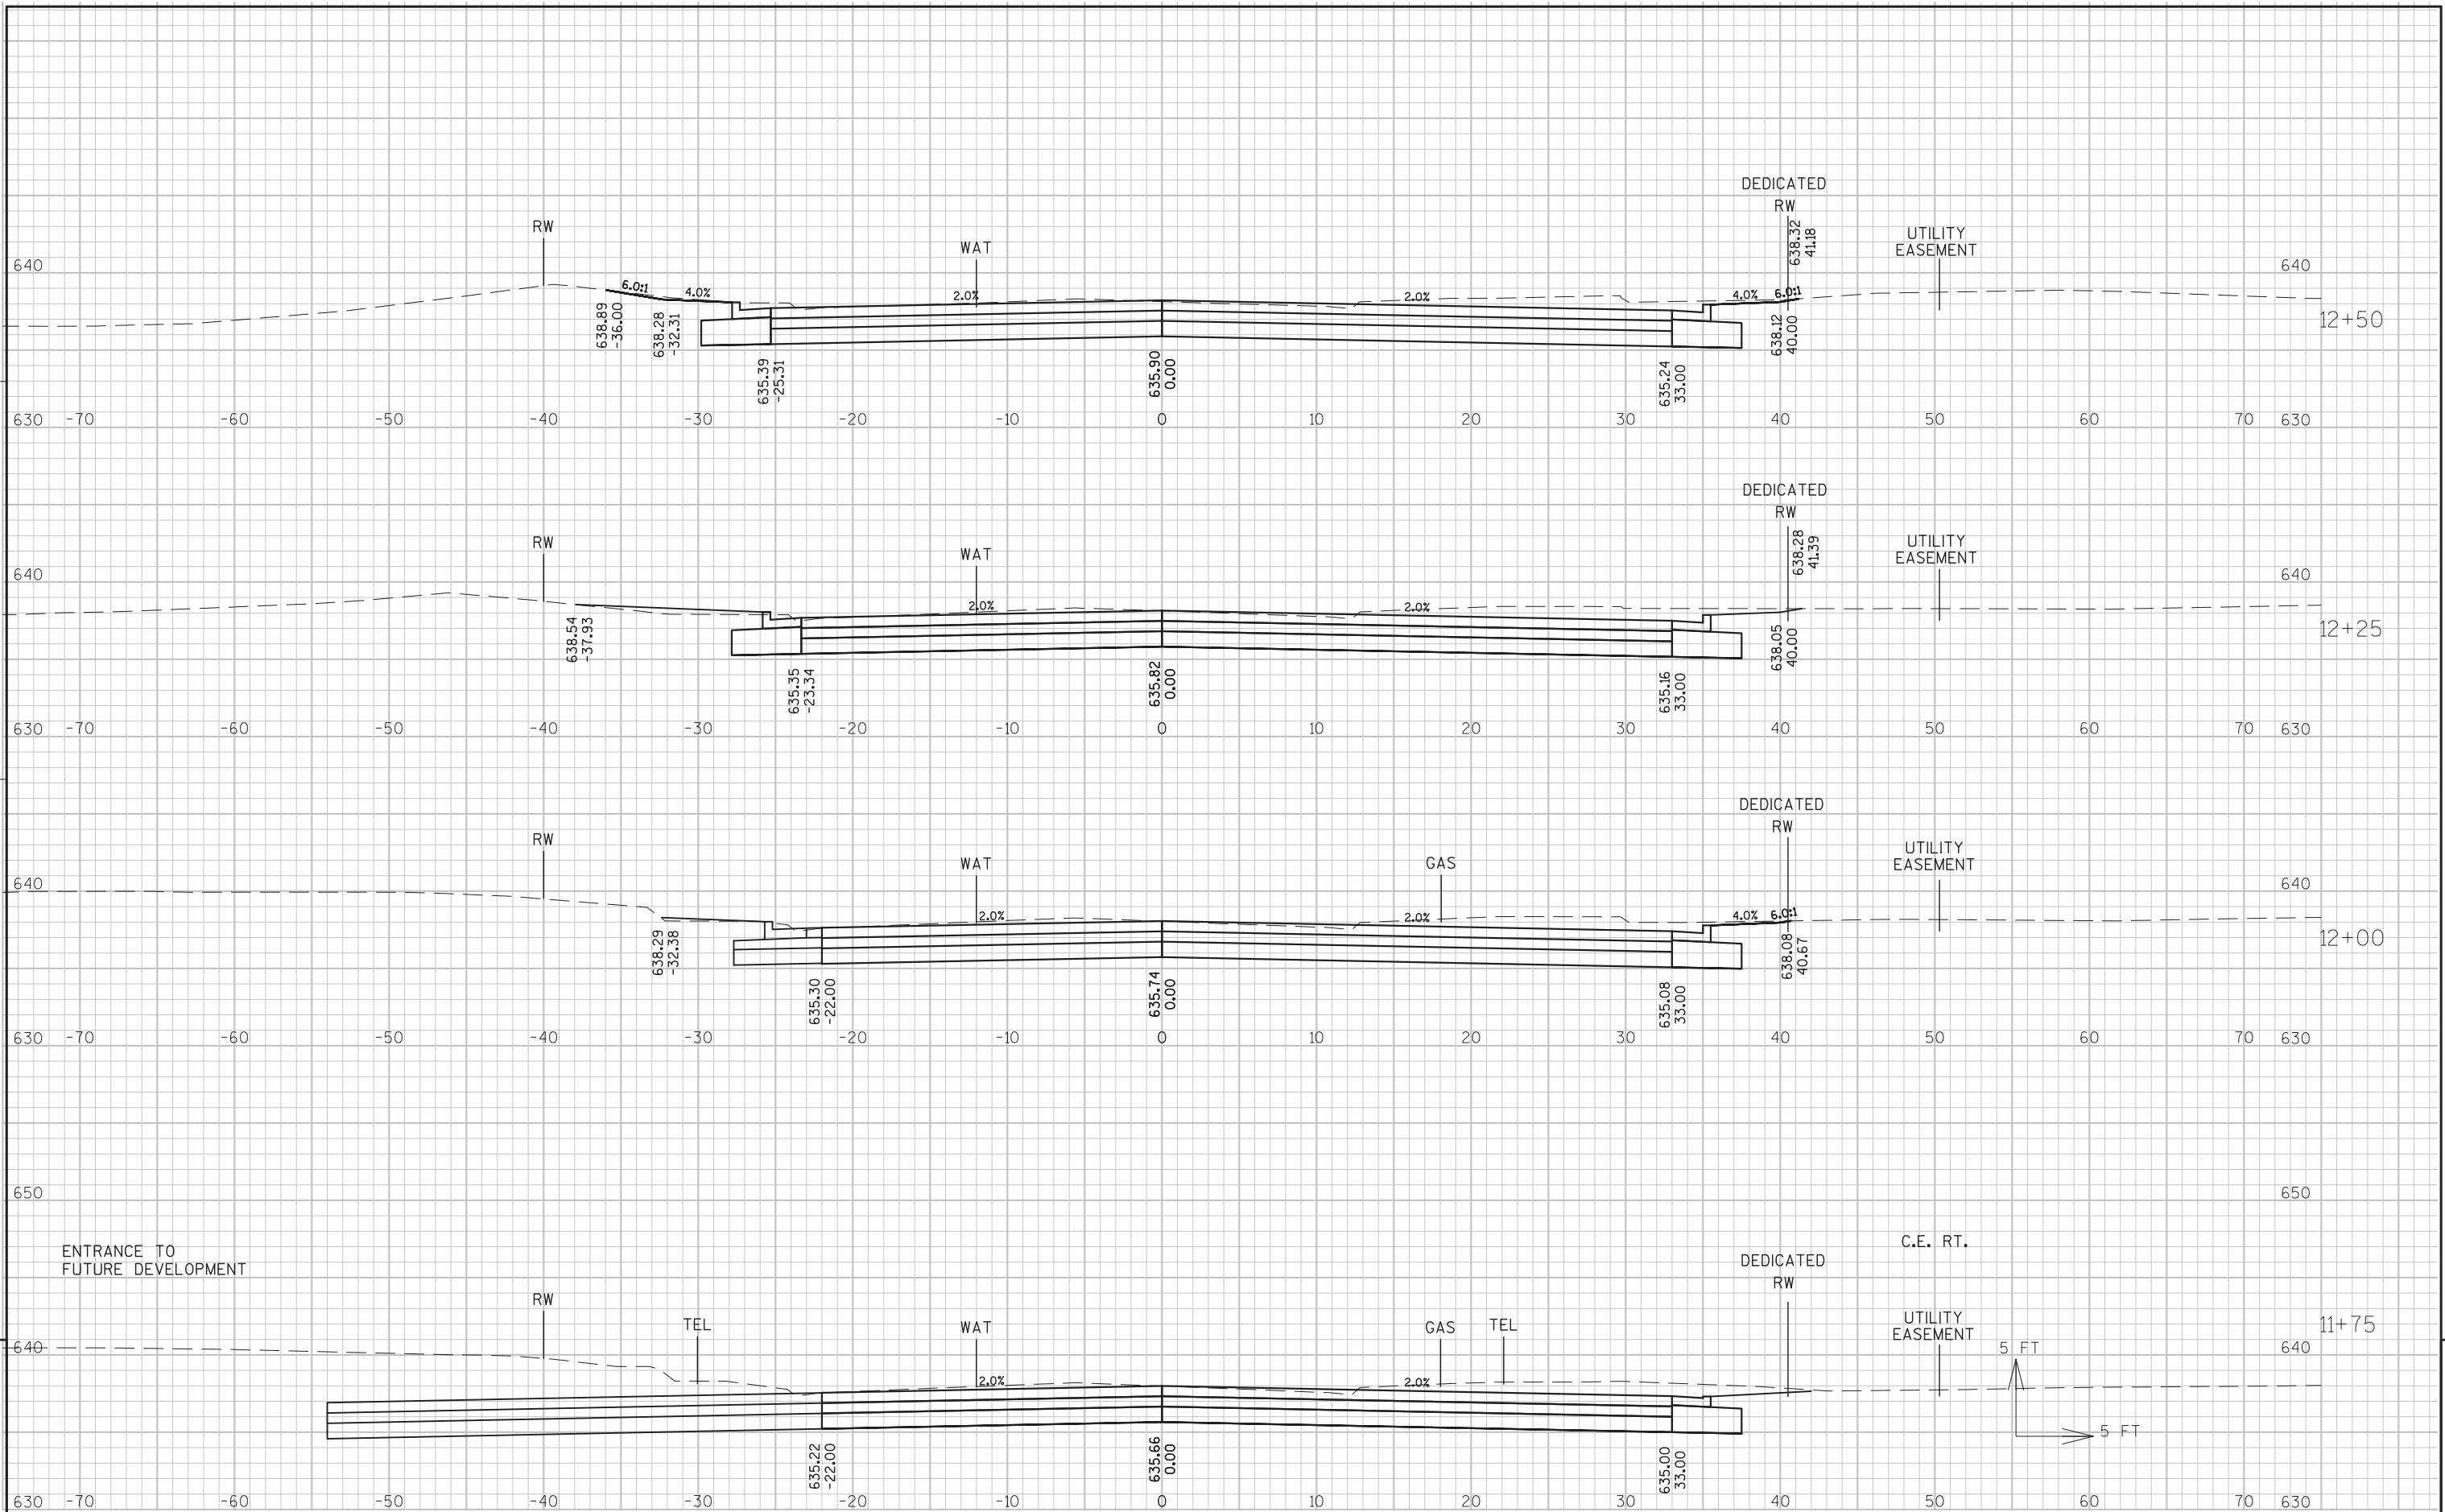 DEDICATED
RW
638.32
41.18
RW
WAT
UTILITY
EASEMENT
640
640
6.0:1
4.0%
2.0%
2.0%
4.0%
6.0:1
12+50
638.89
-36.00
638.28
-32.31
635.39
-25.31
635.90
0.00
635.24
33.00
638.12
40.00
630 -70 -60 -50 -40 -30 -20 -10 0 10 20 30 40 50 60 70 630
DEDICATED
RW
638.28
41.39
RW
WAT
UTILITY
EASEMENT
640
640
2.0%
2.0%
12+25
638.54
-37.93
635.35
-23.34
635.82
0.00
635.16
33.00
638.05
40.00
630 -70 -60 -50 -40 -30 -20 -10 0 10 20 30 40 50 60 70 630
DEDICATED
RW
RW
WAT
GAS
UTILITY
EASEMENT
640
640
2.0%
2.0%
4.0%
6.0:1
12+00
638.29
-32.38
635.30
-22.00
635.74
0.00
635.08
33.00
638.08
40.67
630 -70 -60 -50 -40 -30 -20 -10 0 10 20 30 40 50 60 70 630
650
650
ENTRANCE TO
FUTURE DEVELOPMENT
C.E. RT.
DEDICATED
RW
RW
TEL
WAT
GAS
TEL
UTILITY
EASEMENT
11+75
640
640
5 FT
5 FT
2.0%
2.0%
635.22
-22.00
635.66
0.00
635.00
33.00
630 -70 -60 -50 -40 -30 -20 -10 0 10 20 30 40 50 60 70 630